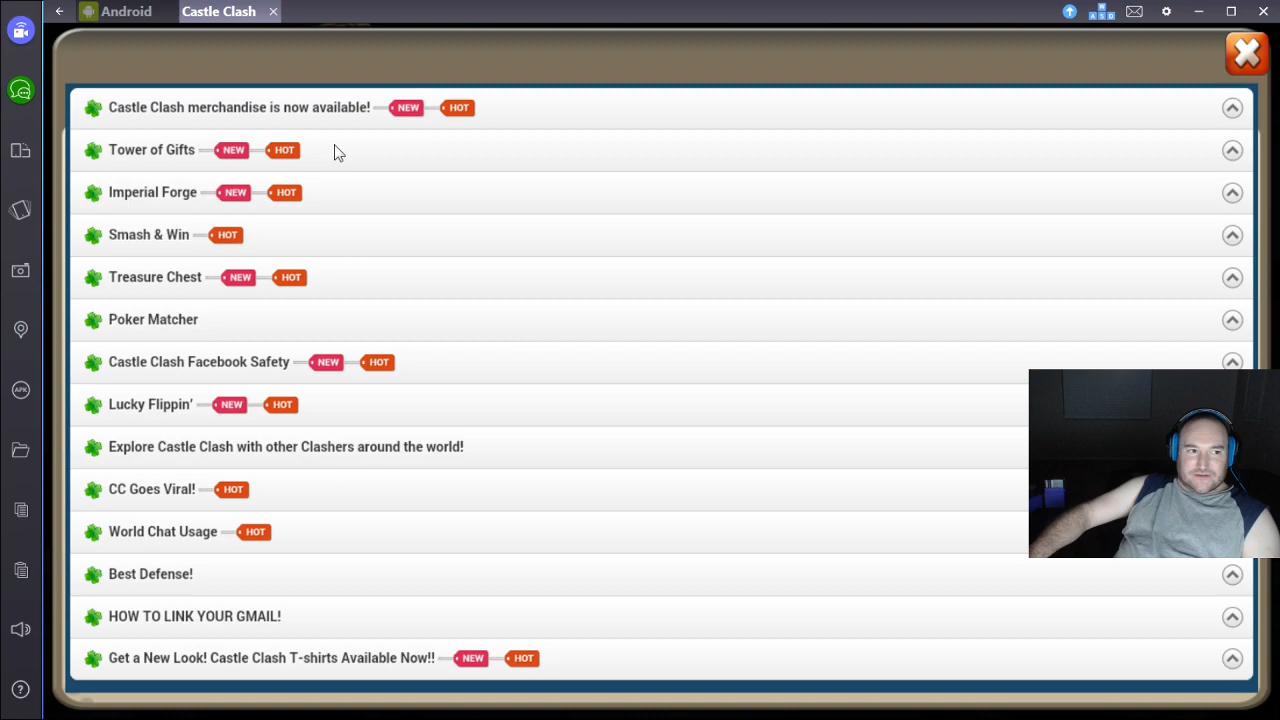 Android
Castle Clash
W
A S D
Castle Clash merchandise is now available! NEW HOT
Tower of Gifts NEW HOT
Imperial Forge NEW HOT
Smash & Win HOT
Treasure Chest NEW HOT
Poker Matcher
Castle Clash Facebook Safety NEW HOT
APK
Lucky Flippin' NEW HOT
Explore Castle Clash with other Clashers around the world!
CC Goes Viral! HOT
World Chat Usage HOT
Best Defense!
HOW TO LINK YOUR GMAIL!
Get a New Look! Castle Clash T-shirts Available Now!! NEW HOT